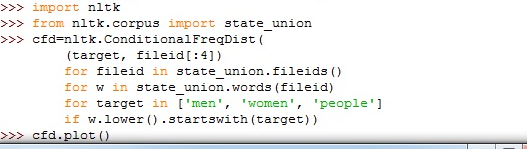 >>> import nltk
>>> from nltk.corpus import state_union
>>> cfd=nltk.ConditionalFreqDist(
(target, fileid[:4])
for fileid in state_union.fileids()
for w in state_union.words(fileid)
for target in ['men', 'women', 'people']
if w.lower().startswith(target))
>>> cfd.plot()